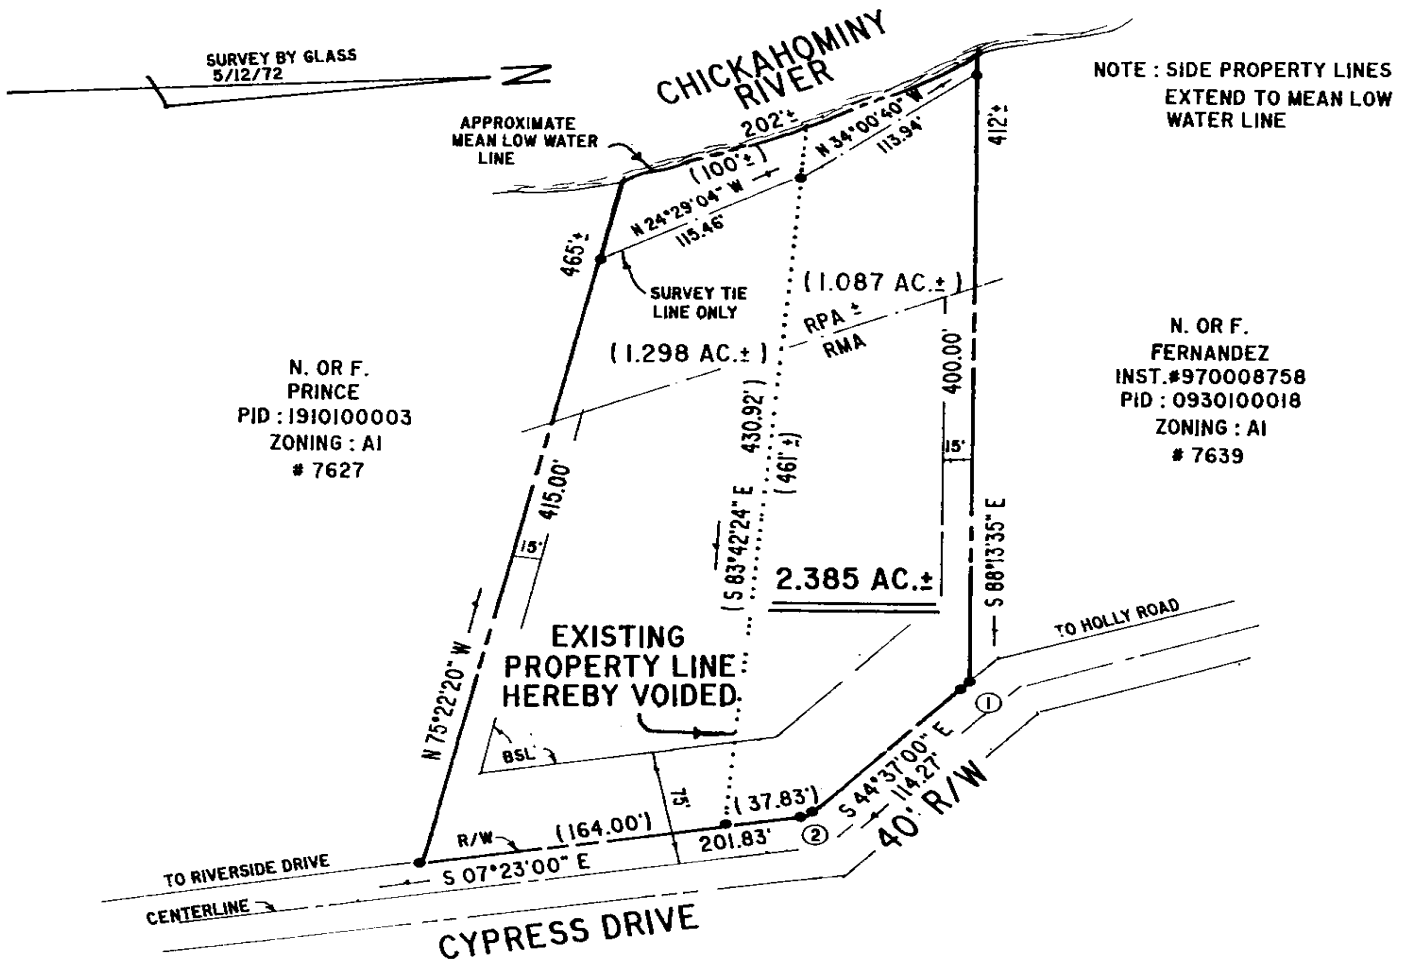 SURVEY BY GLASS
5/12/72
N
CHICKAHOMINY
RIVER
NOTE : SIDE PROPERTY LINES
EXTEND TO MEAN LOW
WATER LINE
APPROXIMATE
MEAN LOW WATER
LINE
202'±
(100'±)
N 24°29'04" W
115.46'
N 34°00'40" W
113.94'
412'±
465'±
SURVEY TIE
LINE ONLY
(1.087 AC.±)
RPA ±
RMA
(1.298 AC.±)
N. OR F.
PRINCE
PID : 1910100003
ZONING : A1
# 7627
N. OR F.
FERNANDEZ
INST.#970008758
PID : 0930100018
ZONING : A1
# 7639
400.00'
15'
415.00'
15'
(S 83°42'24" E 430.92')
(461'±)
S 88°13'35" E
2.385 AC.±
N 75°22'20" W
EXISTING
PROPERTY LINE
HEREBY VOIDED
BSL
75'
TO HOLLY ROAD
1
S 44°37'00" E
114.27'
40' R/W
2
(37.83')
(164.00')
201.83'
R/W
S 07°23'00" E
TO RIVERSIDE DRIVE
CENTERLINE
CYPRESS DRIVE